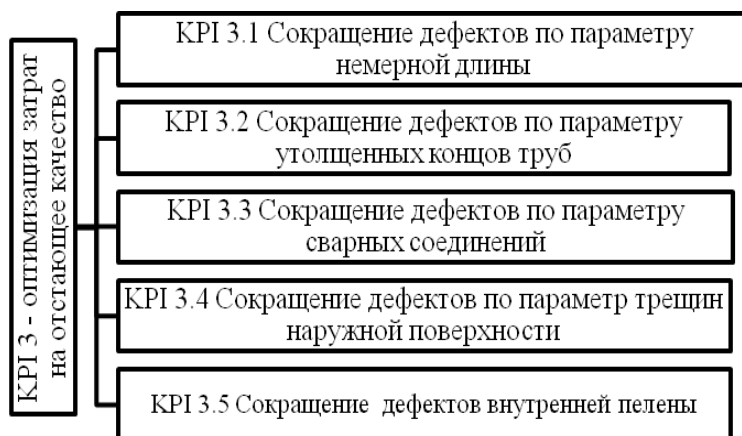 KPI 3 - оптимизация затрат
на отстающее качество
KPI 3.1 Сокращение дефектов по параметру
немерной длины
KPI 3.2 Сокращение дефектов по параметру
утолщенных концов труб
KPI 3.3 Сокращение дефектов по параметру
сварных соединений
KPI 3.4 Сокращение дефектов по параметр трещин
наружной поверхности
KPI 3.5 Сокращение дефектов внутренней пелены